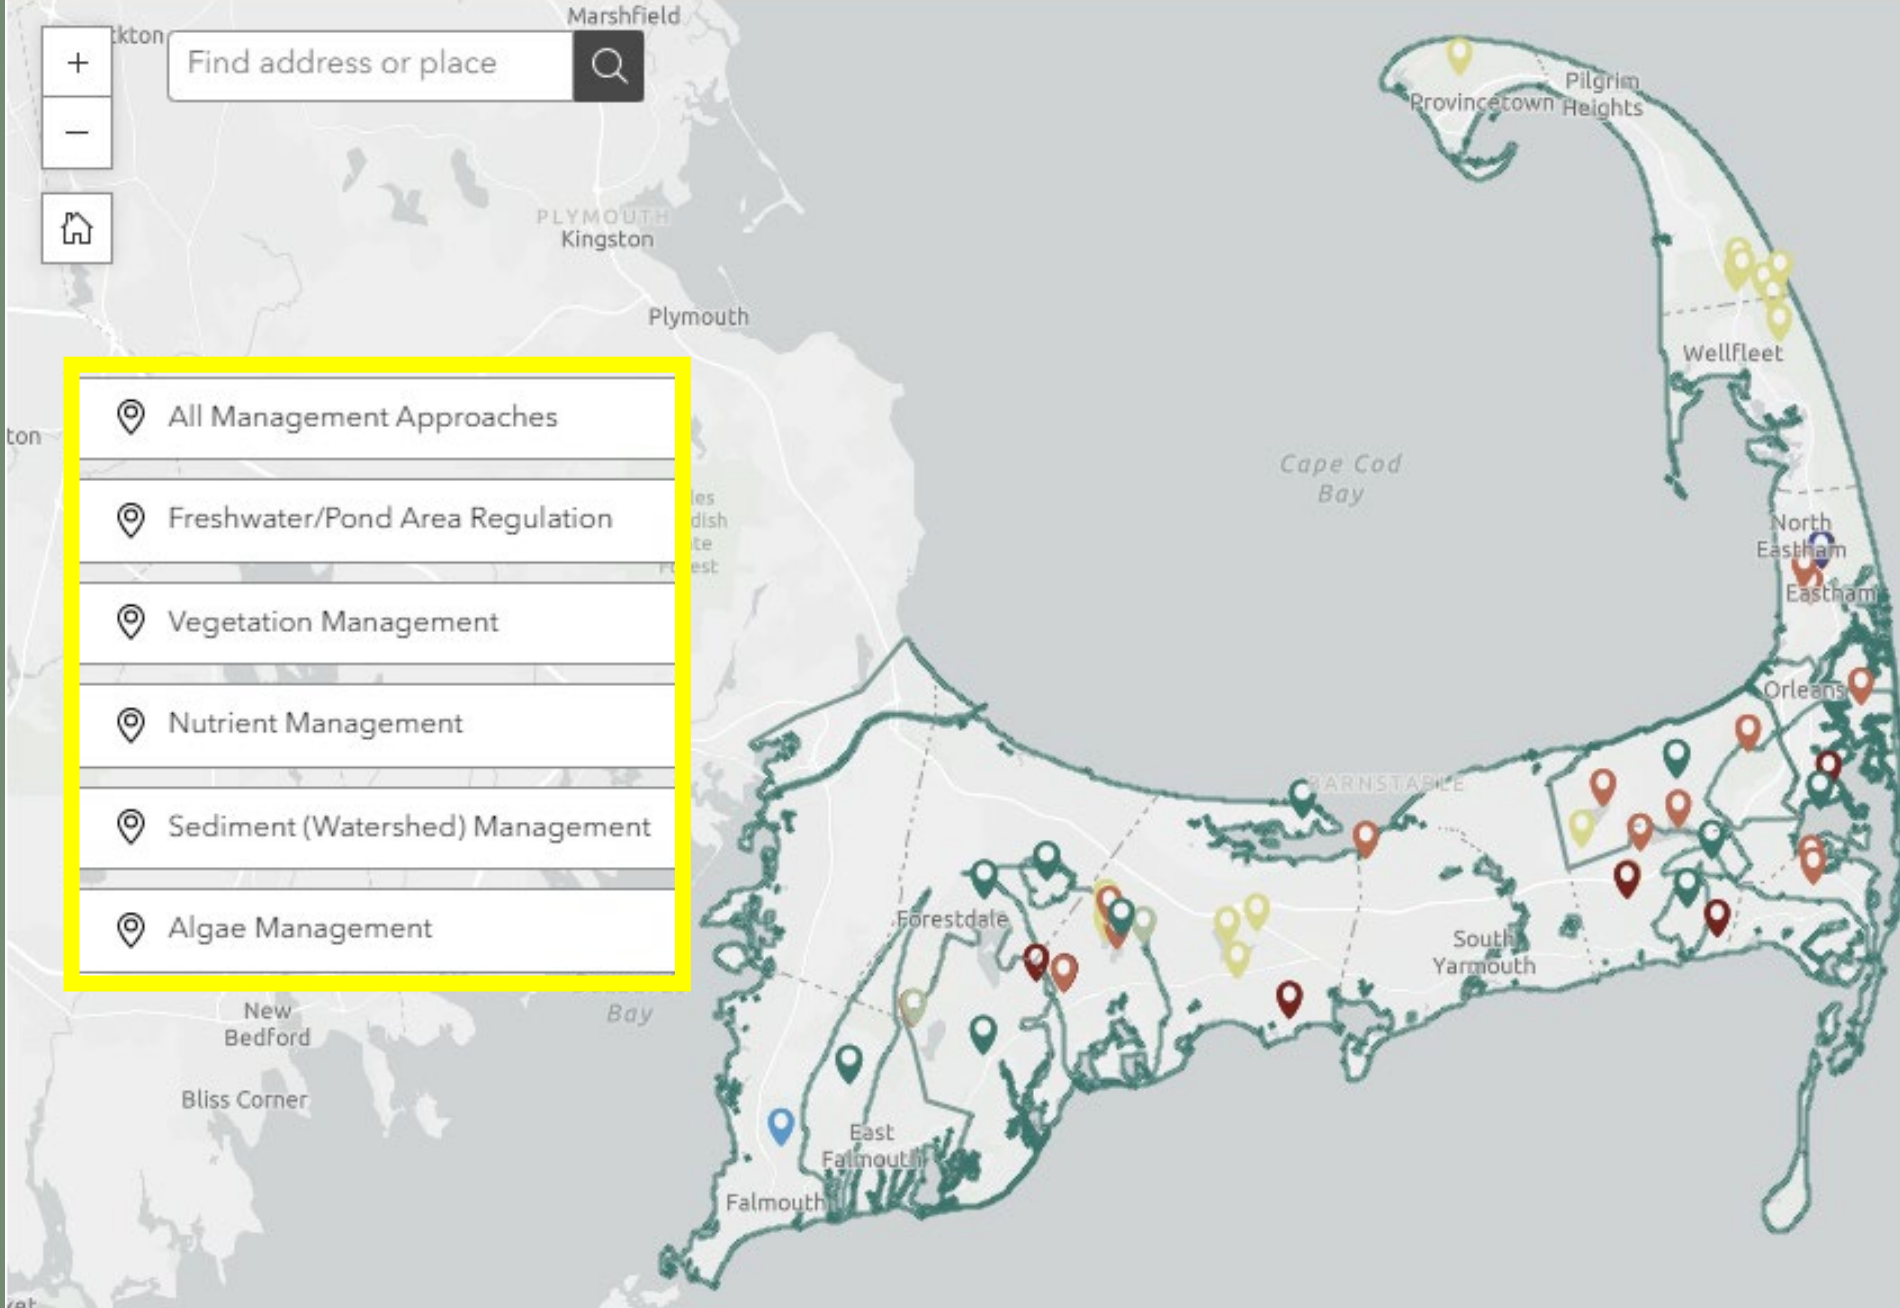 Marshfield
Find address or place
+
−
Pilgrim
Heights
Provincetown
PLYMOUTH
Kingston
Plymouth
Wellfleet
All Management Approaches
Freshwater/Pond Area Regulation
Vegetation Management
Nutrient Management
Sediment (Watershed) Management
Algae Management
ton
Cape Cod
Bay
North
Eastham
Eastham
Orleans
BARNSTABLE
Forestdale
South
Yarmouth
New
Bedford
Bay
Bliss Corner
East
Falmouth
Falmouth